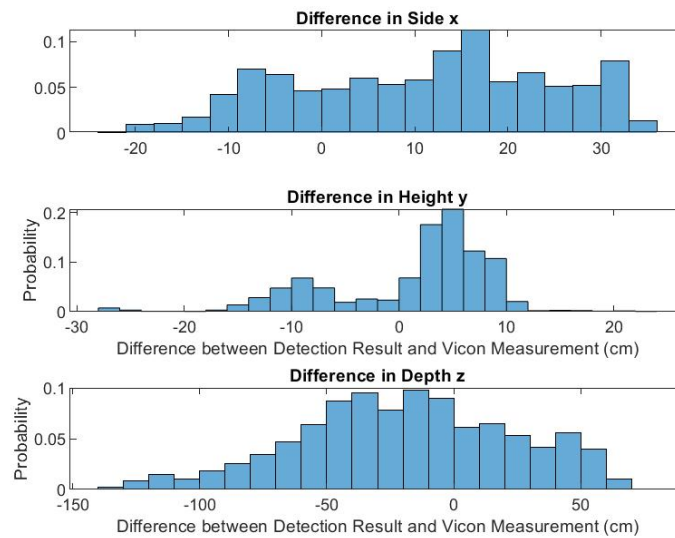 Difference in Side x
0.1
0.05
0
-20 -10 0 10 20 30
Difference in Height y
Probability
0.2
0.1
0
-30 -20 -10 0 10 20
Difference between Detection Result and Vicon Measurement (cm)
Difference in Depth z
Probability
0.1
0.05
0
-150 -100 -50 0 50
Difference between Detection Result and Vicon Measurement (cm)